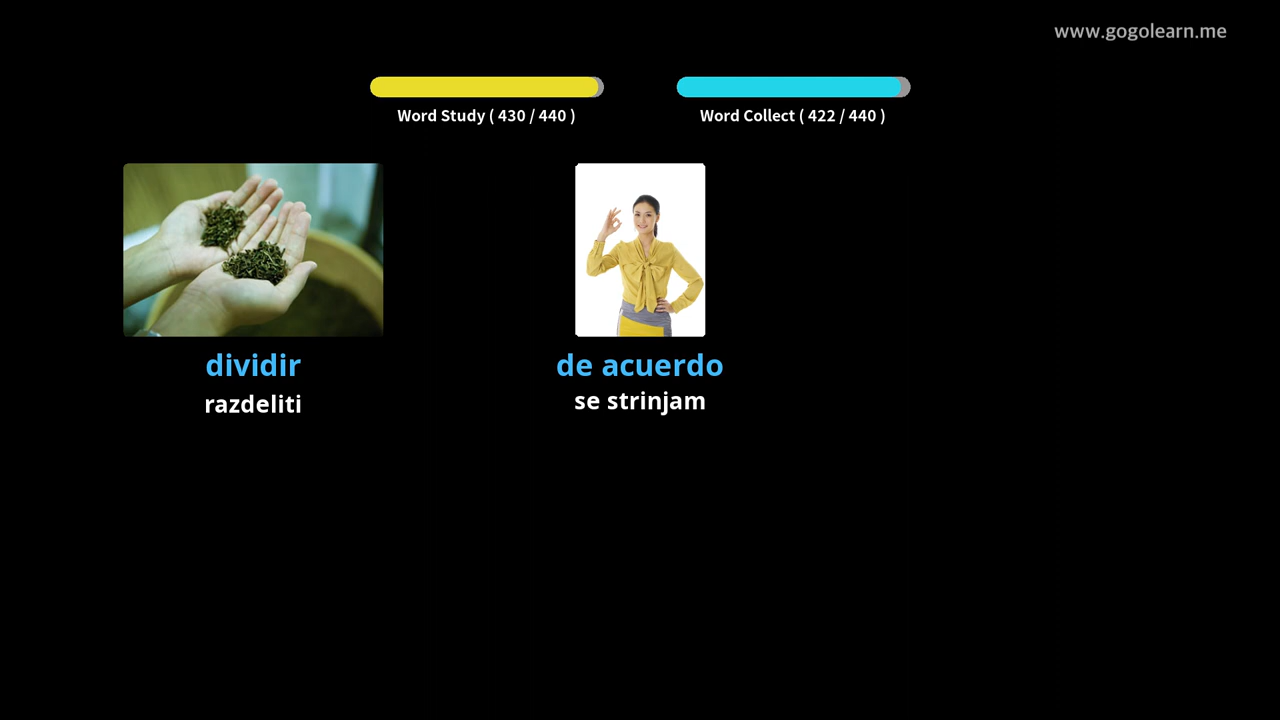 www.gogolearn.me
Word Study ( 430 / 440 )
Word Collect ( 422 / 440 )
dividir
razdeliti
de acuerdo
se strinjam